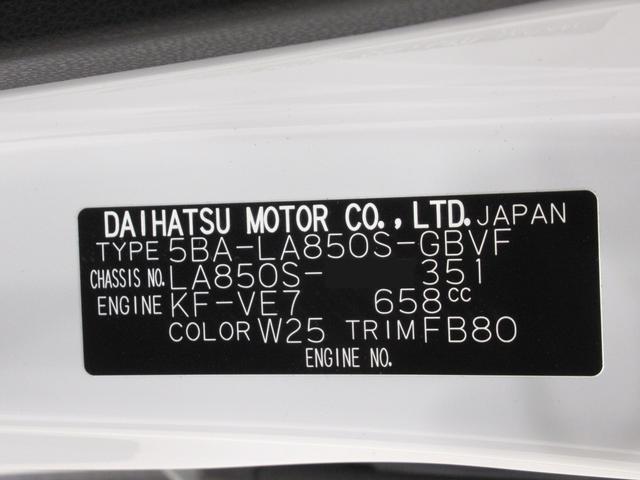 DAIHATSU MOTOR CO.,LTD. JAPAN
TYPE 5BA-LA850S-GBVF
CHASSIS NO. LA850S- 351
ENGINE KF-VE7 658cc
COLOR W25 TRIM FB80
ENGINE NO.